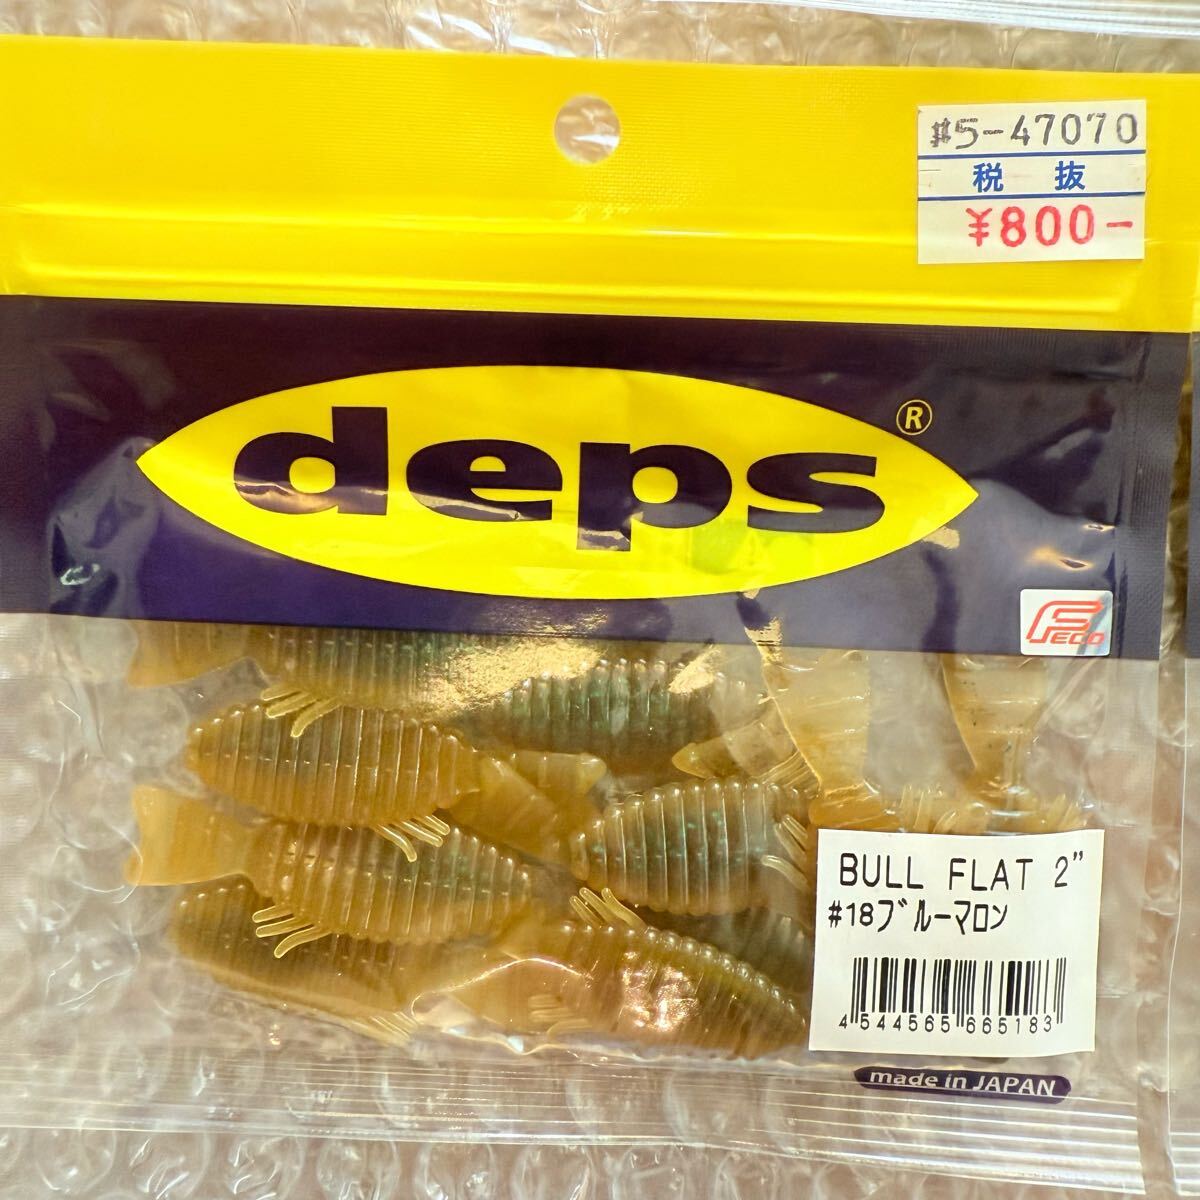 #5-47070
税 抜
¥800-
deps®
FECO
BULL FLAT 2"
#18ブルーマロン
4 544565 665183
made in JAPAN